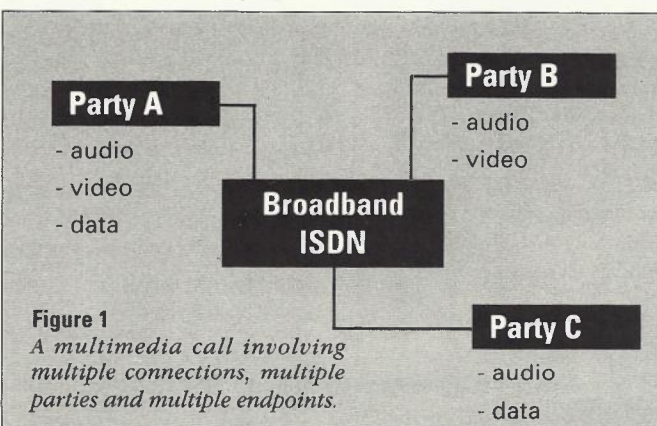 Party A
- audio
- video
- data
Party B
- audio
- video
Broadband
ISDN
Party C
- audio
- data
Figure 1
A multimedia call involving
multiple connections, multiple
parties and multiple endpoints.